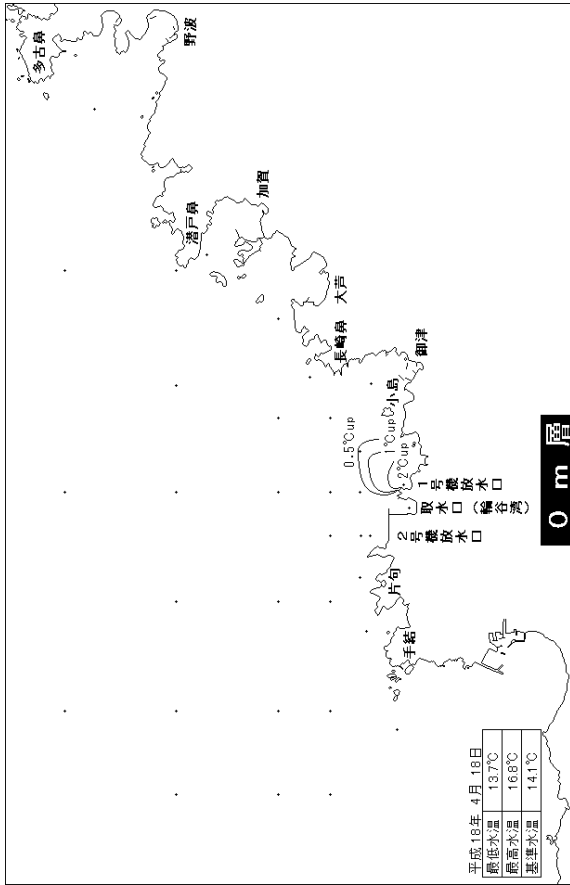 多古鼻
野波
潜戸鼻
加賀
大芦
長崎鼻
御津
小島
0.5℃up
1℃up
2℃up
1号機放水口
取水口（輪谷湾）
2号機放水口
片句
手結
0m層
平成18年 4月 18日
最低水温 13.7℃
最高水温 16.8℃
基準水温 14.1℃